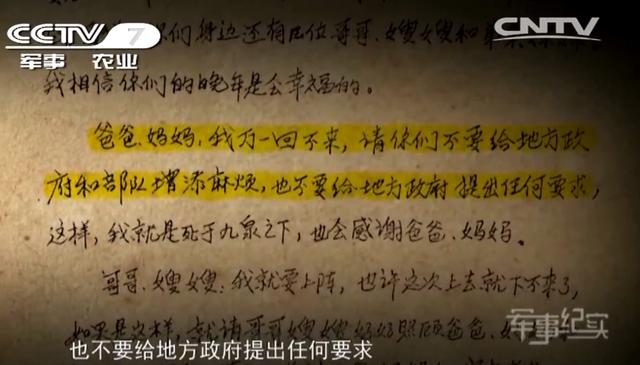 CCTV 7
军事 农业
CNTV
们身边还有几位哥哥、嫂嫂和
我相信你们的晚年是会幸福的。
爸爸、妈妈,我万一回不来,请你们不要给地方政
府和部队增添麻烦,也不要给地方政府提出任何要求,
这样,我就是死于九泉之下,也会感谢爸爸、妈妈。
哥哥、嫂嫂:我就要上阵,也许这次上去就下不来了,
如果是这样,就请哥哥嫂嫂好好照顾爸爸、
军事纪实
也不要给地方政府提出任何要求